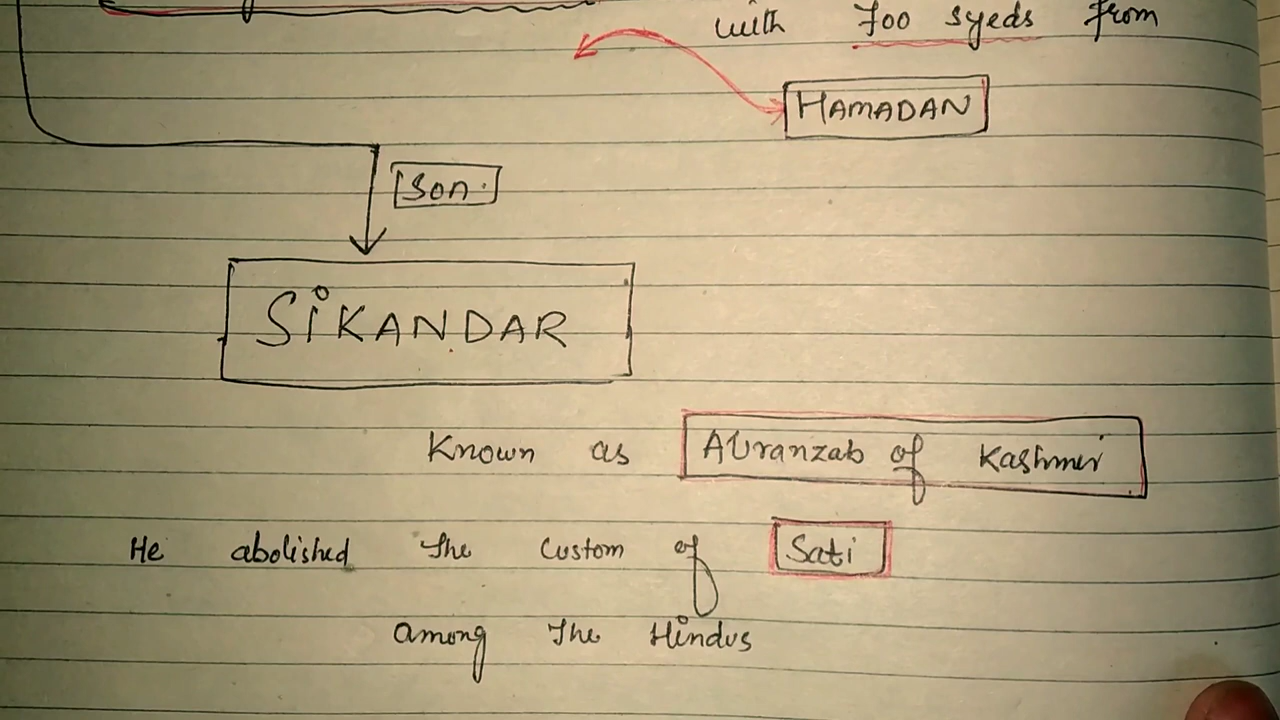 with 700 syeds from
HAMADAN
Son.
SiKANDAR
Known as AUranzab of Kashmir
He abolished the Custom of Sati
among the Hindus